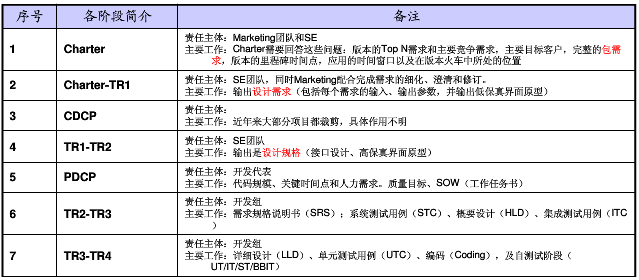 序号 各阶段简介 备注
1 Charter 责任主体：Marketing团队和SE
主要工作：Charter需要回答这些问题：版本的Top N需求和主要竞争需求，主要目标客户，完整的包需
求，版本的里程碑时间点，应用的时间窗口以及在版本火车中所处的位置
2 Charter-TR1 责任主体：SE团队，同时Marketing配合完成需求的细化、澄清和修订。
主要工作：输出设计需求（包括每个需求的输入、输出参数，并输出低保真界面原型）
3 CDCP 责任主体：
主要工作：近年来大部分项目都裁剪，具体作用不明
4 TR1-TR2 责任主体：SE团队
主要工作：输出是设计规格（接口设计、高保真界面原型）
5 PDCP 责任主体：开发代表
主要工作：代码规模、关键时间点和人力需求。质量目标、SOW（工作任务书）
6 TR2-TR3 责任主体：开发组
主要工作：需求规格说明书（SRS）；系统测试用例（STC）、概要设计（HLD）、集成测试用例（ITC
）
7 TR3-TR4 责任主体：开发组
主要工作：详细设计（LLD）、单元测试用例（UTC）、编码（Coding），及自测试阶段（
UT/IT/ST/BBIT）